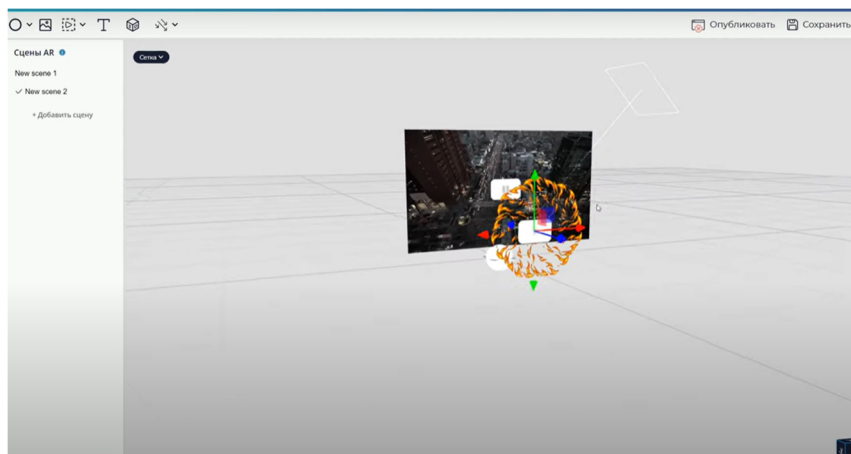 Опубликовать
Сохранить
Сцены AR
Сетка
New scene 1
New scene 2
+ Добавить сцену